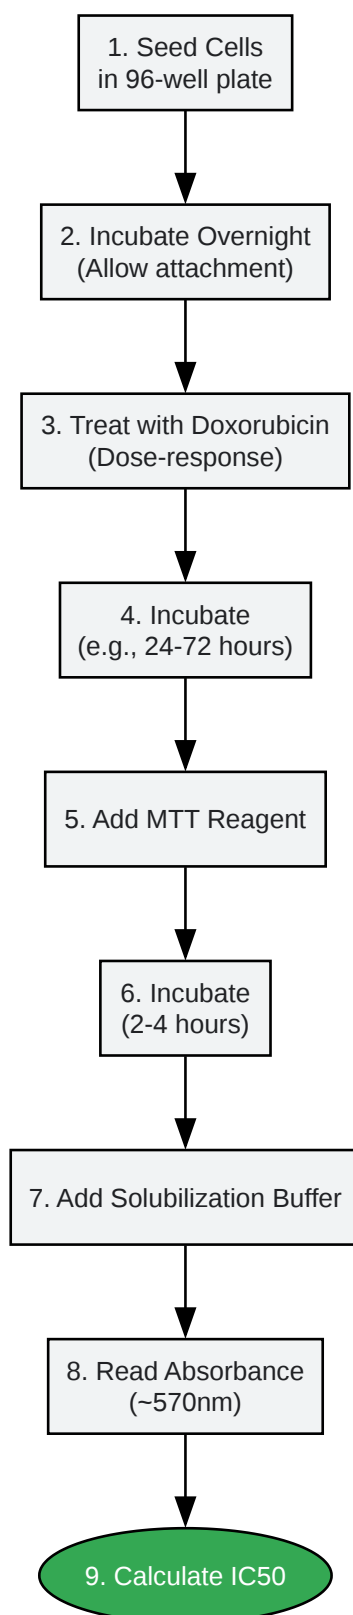 1. Seed Cells
in 96-well plate
2. Incubate Overnight
(Allow attachment)
3. Treat with Doxorubicin
(Dose-response)
4. Incubate
(e.g., 24-72 hours)
5. Add MTT Reagent
6. Incubate
(2-4 hours)
7. Add Solubilization Buffer
8. Read Absorbance
(~570nm)
9. Calculate IC50